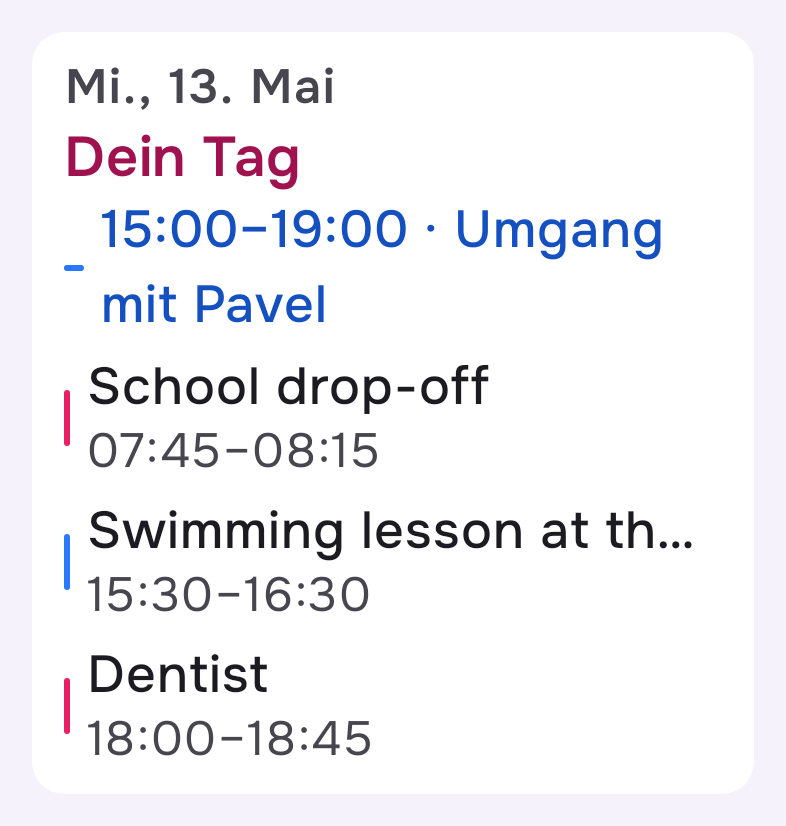 Mi., 13. Mai
Dein Tag
15:00–19:00 · Umgang
mit Pavel
School drop-off
07:45–08:15
Swimming lesson at th…
15:30–16:30
Dentist
18:00–18:45